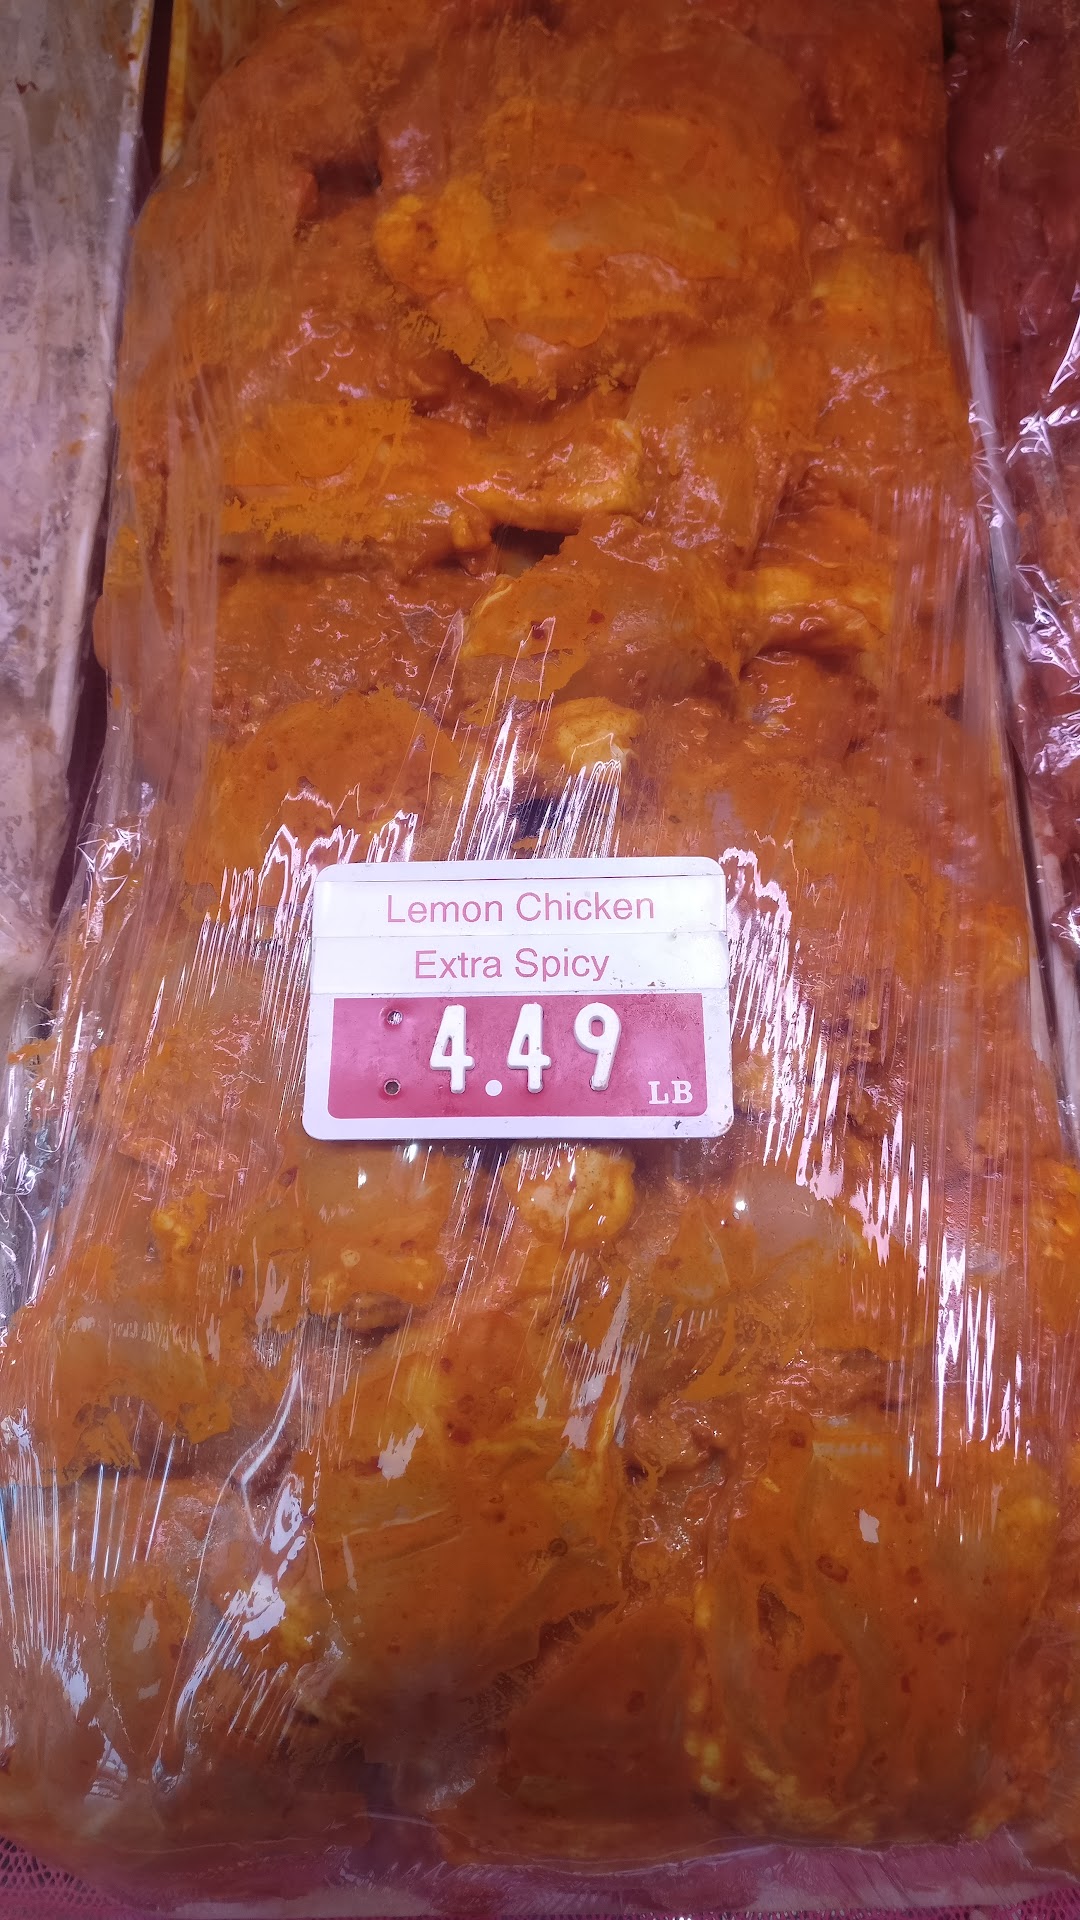 Lemon Chicken
Extra Spicy
4.49 LB